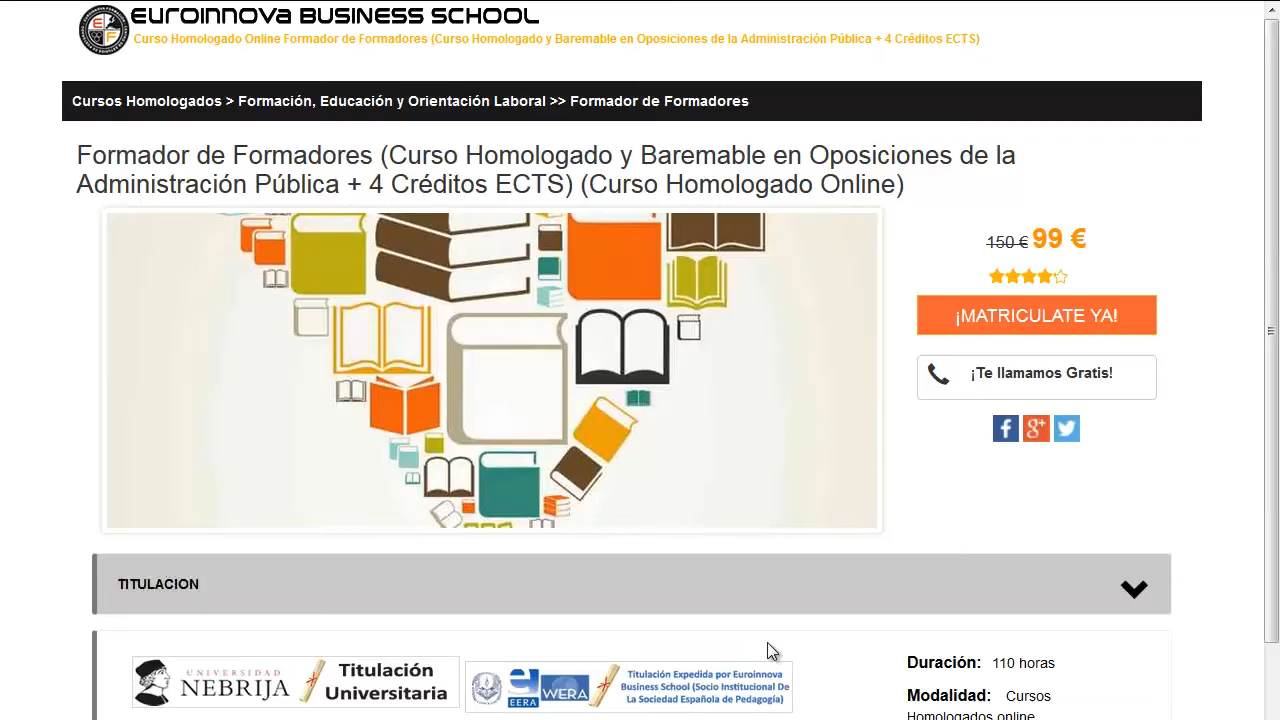 EUROINNOVA BUSINESS SCHOOL
Curso Homologado Online Formador de Formadores (Curso Homologado y Baremable en Oposiciones de la Administración Pública + 4 Créditos ECTS)
Cursos Homologados > Formación, Educación y Orientación Laboral >> Formador de Formadores
Formador de Formadores (Curso Homologado y Baremable en Oposiciones de la
Administración Pública + 4 Créditos ECTS) (Curso Homologado Online)
150 € 99 €
¡MATRICULATE YA!
¡Te llamamos Gratis!
TITULACION
UNIVERSIDAD
NEBRIJA
Titulación
Universitaria
EERA
WERA
Titulación Expedida por Euroinnova
Business School (Socio Institucional De
La Sociedad Española de Pedagogía)
Duración: 110 horas
Modalidad: Cursos
Homologados online